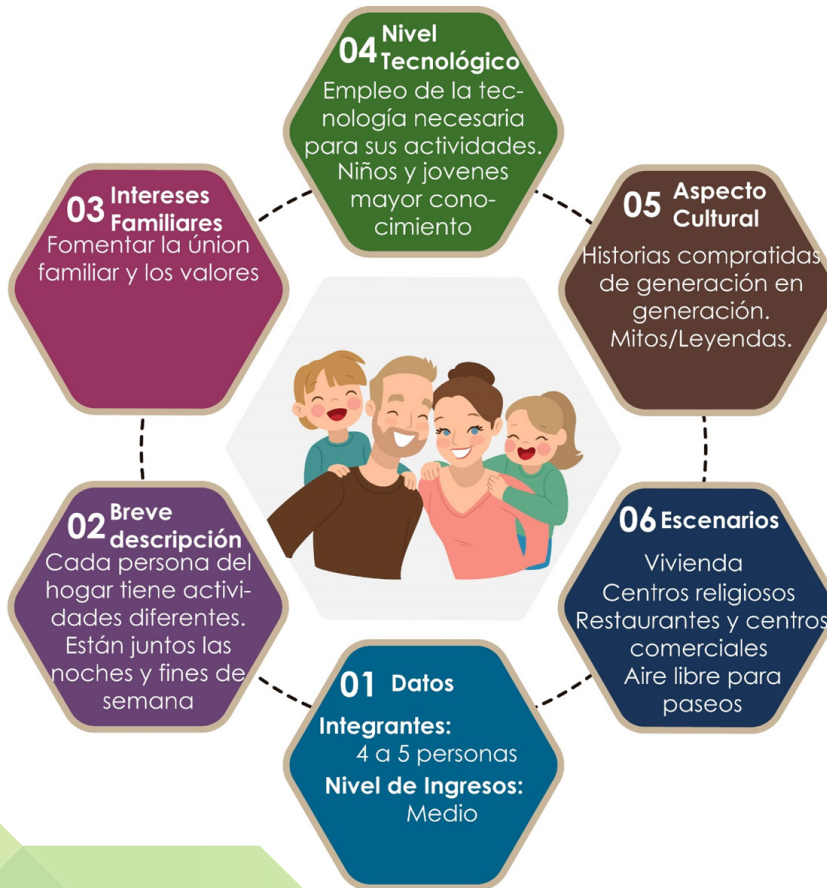 01 Datos
Integrantes:
4 a 5 personas
Nivel de Ingresos:
Medio
02 Breve
descripción
Cada persona del
hogar tiene activi-
dades diferentes.
Están juntos las
noches y fines de
semana
03 Intereses
Familiares
Fomentar la únion
familiar y los valores
04 Nivel
Tecnológico
Empleo de la tec-
nología necesaria
para sus actividades.
Niños y jovenes
mayor cono-
cimiento
05 Aspecto
Cultural
Historias compratidas
de generación en
generación.
Mitos/Leyendas.
06 Escenarios
Vivienda
Centros religiosos
Restaurantes y centros
comerciales
Aire libre para
paseos